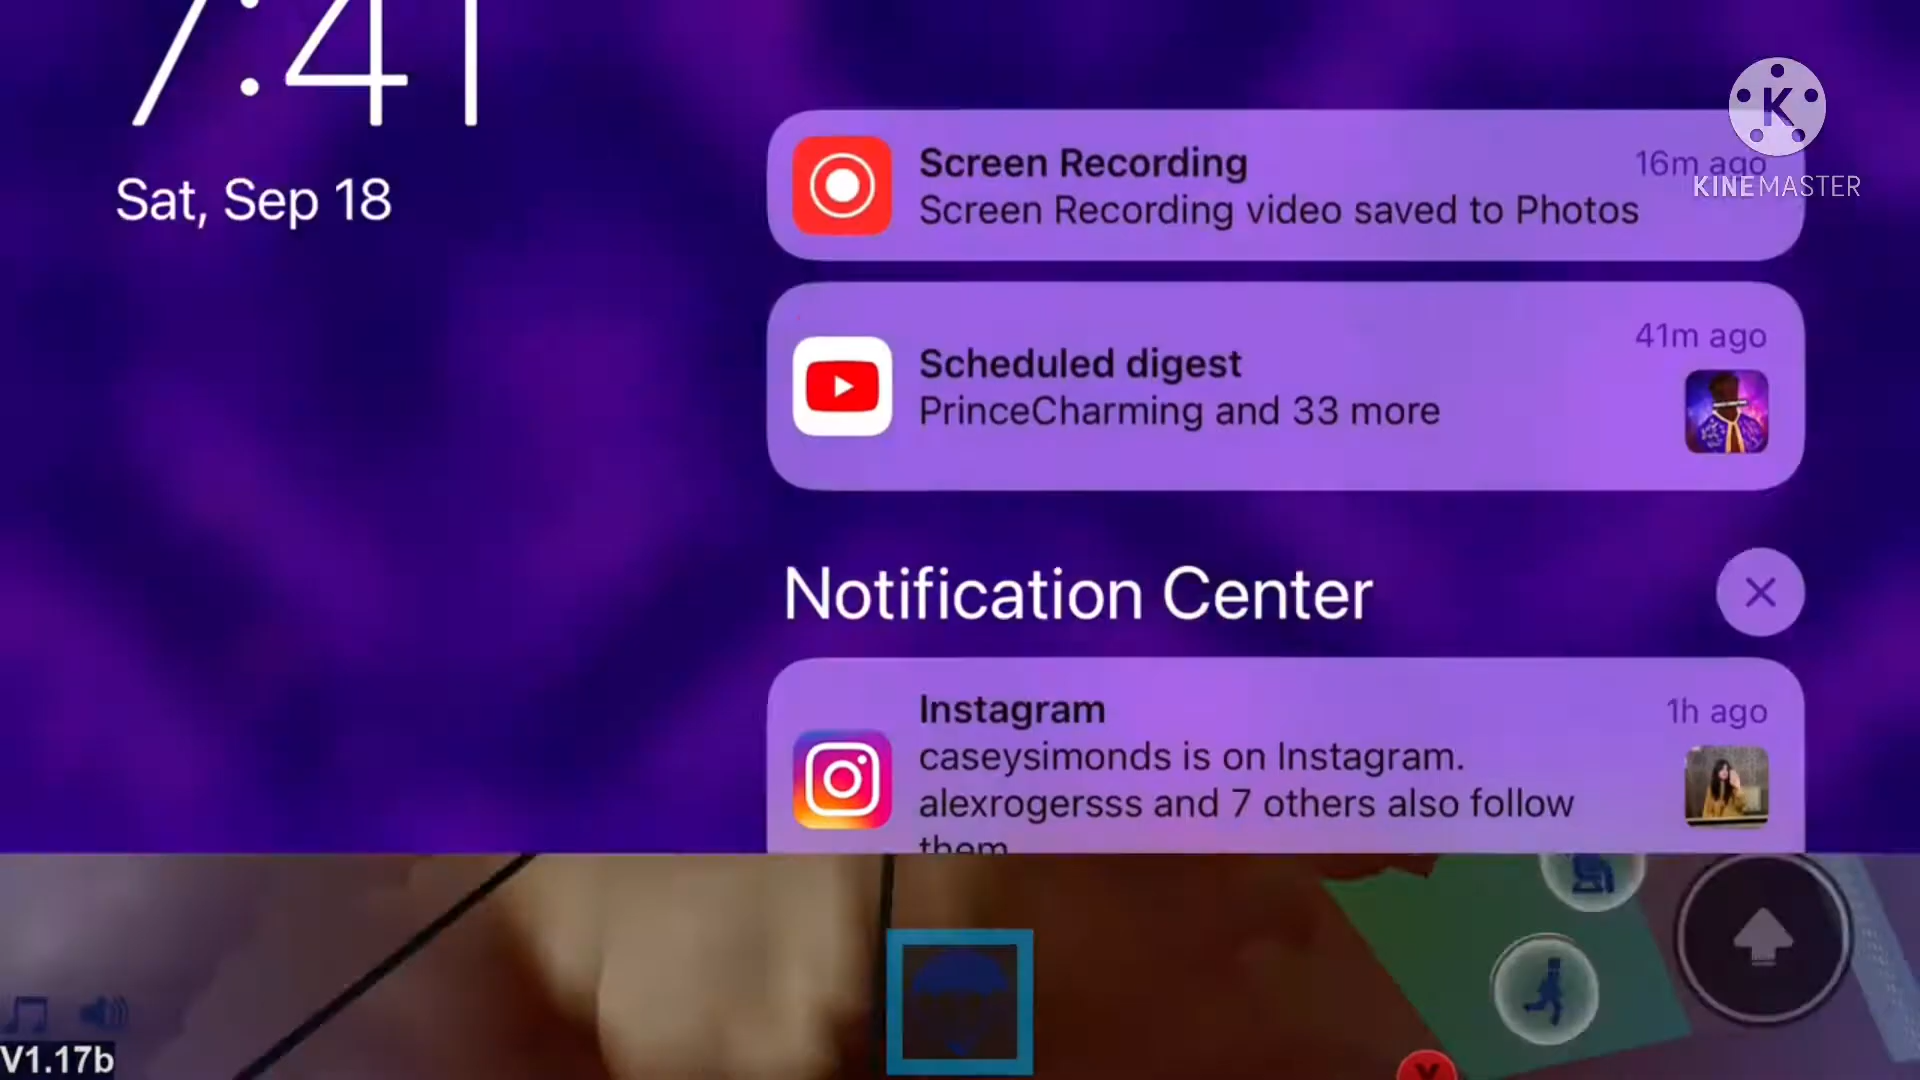 7:41
Sat, Sep 18
Screen Recording
16m ago
Screen Recording video saved to Photos
K
KINEMASTER
Scheduled digest
41m ago
PrinceCharming and 33 more
Notification Center
Instagram
1h ago
caseysimonds is on Instagram.
alexrogersss and 7 others also follow
them
V1.17b